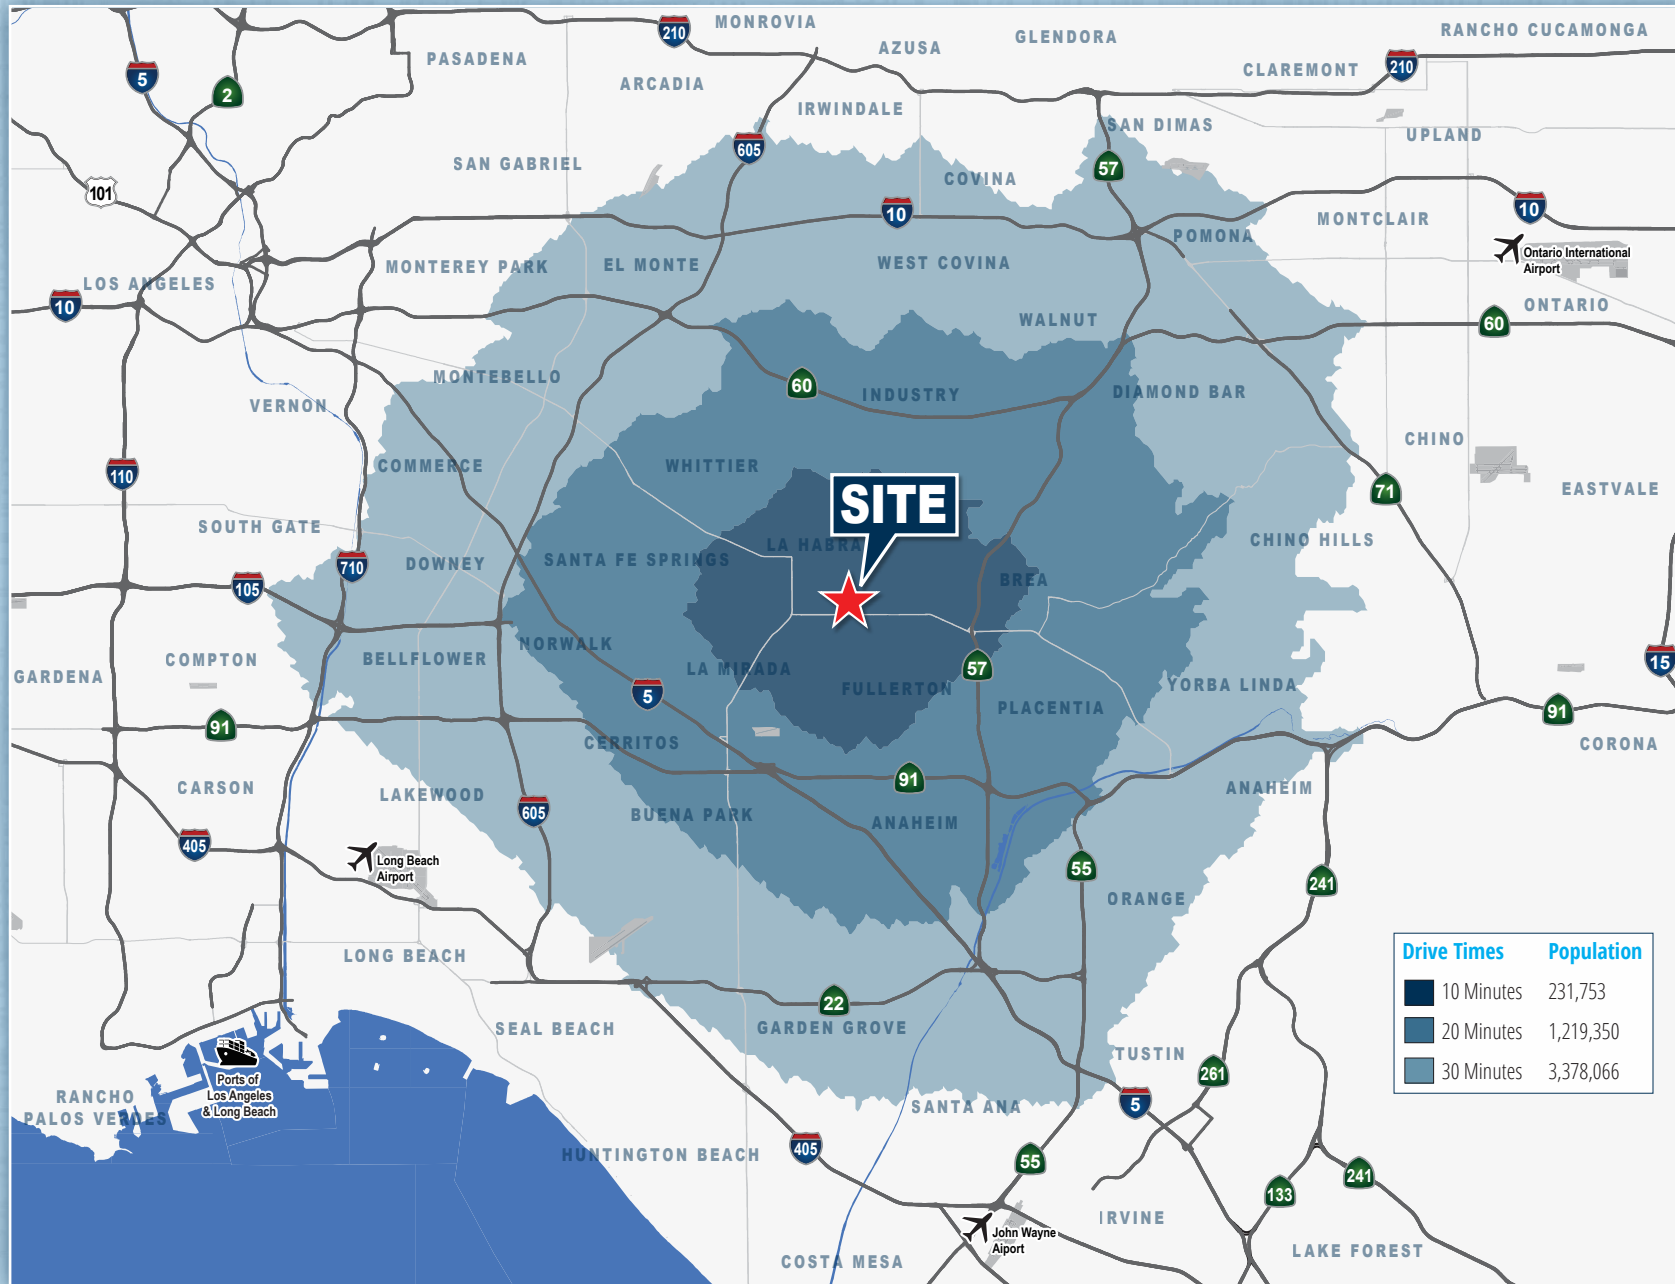 MONROVIA
210
RANCHO CUCAMONGA
GLENDORA
AZUSA
PASADENA
5
210
CLAREMONT
ARCADIA
2
IRWINDALE
SAN DIMAS
UPLAND
605
SAN GABRIEL
57
COVINA
101
10
10
MONTCLAIR
POMONA
Ontario International
Airport
MONTEREY PARK
EL MONTE
WEST COVINA
LOS ANGELES
10
ONTARIO
WALNUT
60
MONTEBELLO
60
INDUSTRY
DIAMOND BAR
VERNON
CHINO
COMMERCE
WHITTIER
110
71
EASTVALE
SITE
SOUTH GATE
CHINO HILLS
LA HABRA
SANTA FE SPRINGS
DOWNEY
710
BREA
105
NORWALK
COMPTON
BELLFLOWER
15
GARDENA
LA MIRADA
57
FULLERTON
YORBA LINDA
5
PLACENTIA
91
91
CERRITOS
CORONA
91
CARSON
LAKEWOOD
ANAHEIM
605
BUENA PARK
ANAHEIM
405
Long Beach
Airport
55
241
ORANGE
LONG BEACH
Drive Times Population
10 Minutes 231,753
20 Minutes 1,219,350
30 Minutes 3,378,066
22
SEAL BEACH
GARDEN GROVE
TUSTIN
261
Ports of
Los Angeles
& Long Beach
RANCHO
PALOS VERDES
SANTA ANA
5
HUNTINGTON BEACH
405
55
241
133
IRVINE
John Wayne
Aiport
LAKE FOREST
COSTA MESA